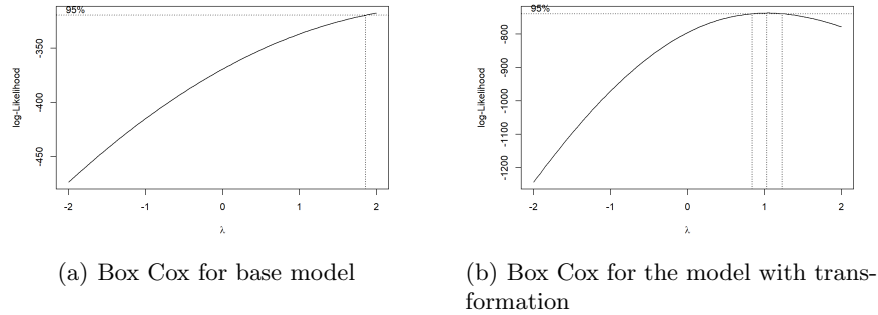 95%
log-Likelihood
-350
-400
-450
-2 -1 0 1 2
λ
(a) Box Cox for base model
95%
log-Likelihood
-800
-900
-1000
-1100
-1200
-2 -1 0 1 2
λ
(b) Box Cox for the model with trans-
formation